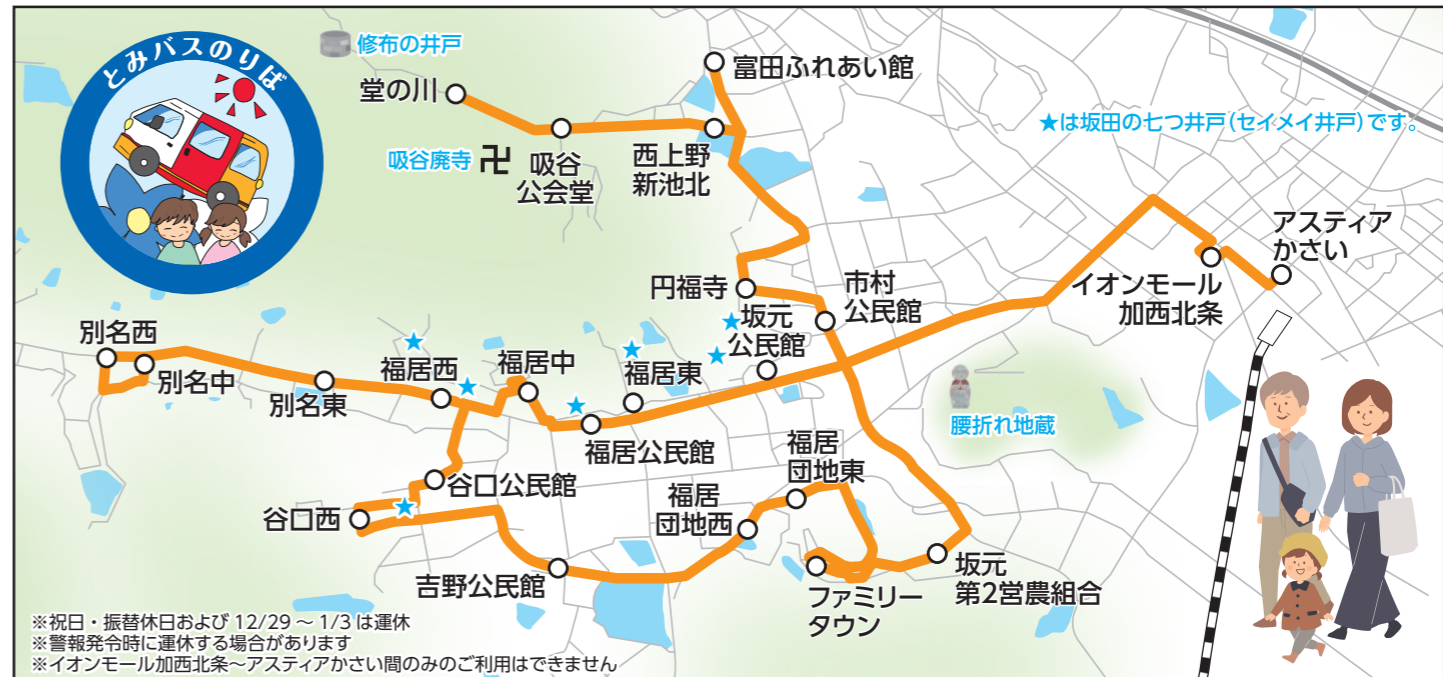 とみバスのりば
修布の井戸
堂の川
富田ふれあい館
★は坂田の七つ井戸(セイメイ井戸)です。
吸谷廃寺 卍
吸谷
公会堂
西上野
新池北
アスティア
かさい
イオンモール
加西北条
円福寺
市村
公民館
坂元
公民館
別名西
別名中
別名東
福居西
福居中
福居東
福居公民館
腰折れ地蔵
谷口公民館
谷口西
福居
団地東
福居
団地西
吉野公民館
ファミリー
タウン
坂元
第2営農組合
※祝日・振替休日および 12/29 ~ 1/3 は運休
※警報発令時に運休する場合があります
※イオンモール加西北条~アスティアかさい間のみのご利用はできません